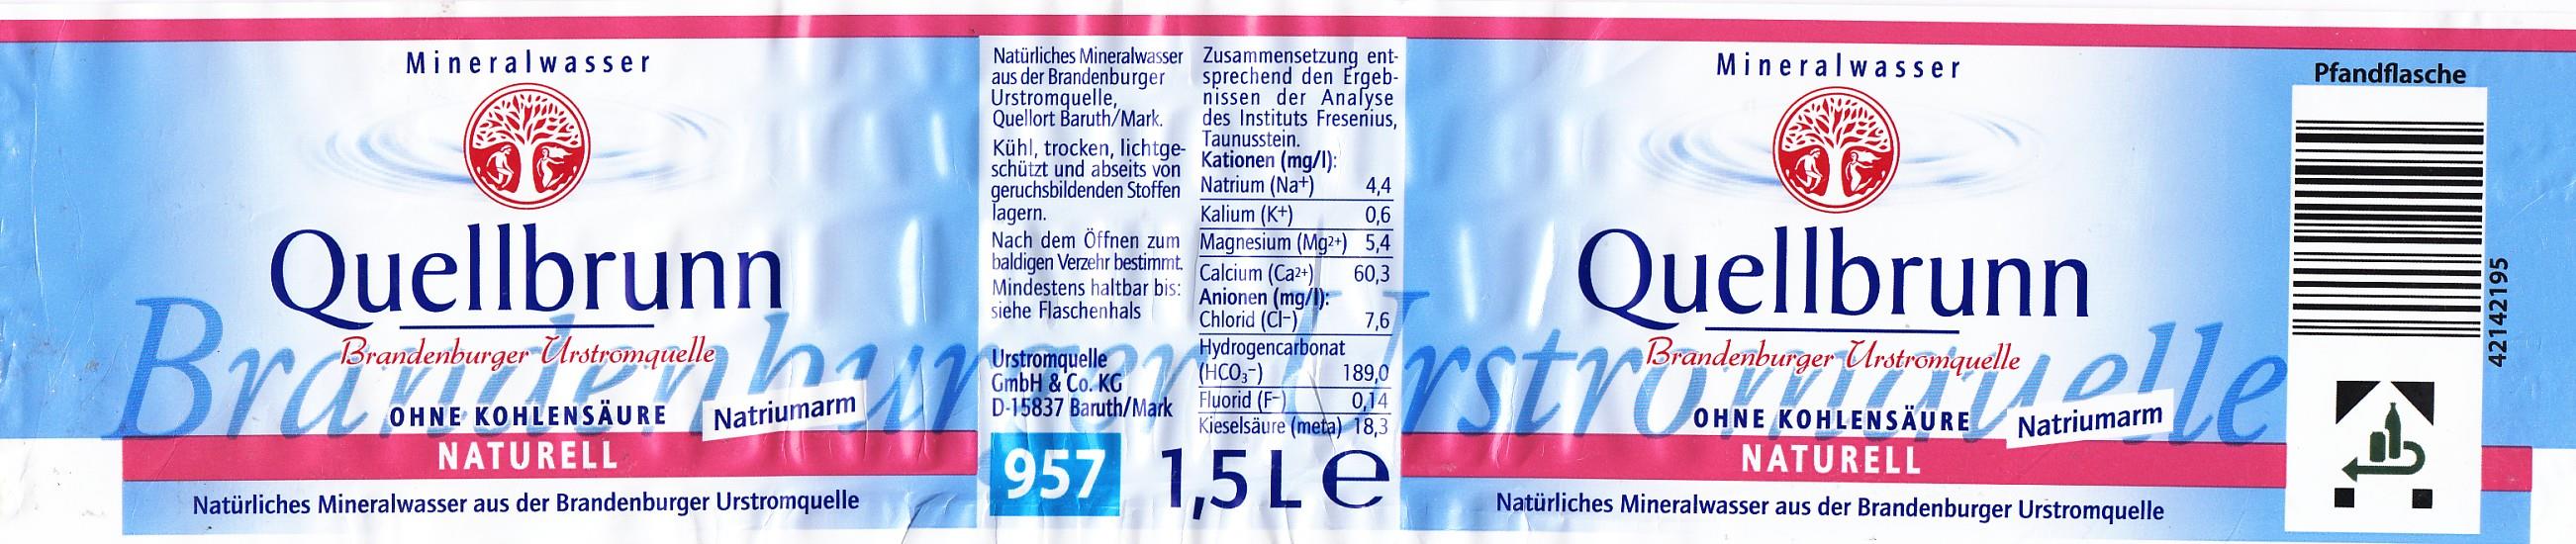 Mineralwasser
Quellbrunn
Brandenburger Urstromquelle
Brandenburger Urstromquelle
OHNE KOHLENSÄURE
Natriumarm
NATURELL
Natürliches Mineralwasser aus der Brandenburger Urstromquelle
Natürliches Mineralwasser
aus der Brandenburger
Urstromquelle,
Quellort Baruth/Mark.
Kühl, trocken, lichtge-
schützt und abseits von
geruchsbildenden Stoffen
lagern.
Nach dem Öffnen zum
baldigen Verzehr bestimmt.
Mindestens haltbar bis:
siehe Flaschenhals
Urstromquelle
GmbH & Co. KG
D-15837 Baruth/Mark
957
Zusammensetzung ent-
sprechend den Ergeb-
nissen der Analyse
des Instituts Fresenius,
Taunusstein.
Kationen (mg/l):
Natrium (Na+) 4,4
Kalium (K+) 0,6
Magnesium (Mg2+) 5,4
Calcium (Ca2+) 60,3
Anionen (mg/l):
Chlorid (Cl−) 7,6
Hydrogencarbonat
(HCO3−) 189,0
Fluorid (F−) 0,14
Kieselsäure (meta) 18,3
1,5 L e
Mineralwasser
Quellbrunn
Brandenburger Urstromquelle
OHNE KOHLENSÄURE
Natriumarm
NATURELL
Natürliches Mineralwasser aus der Brandenburger Urstromquelle
Pfandflasche
42142195